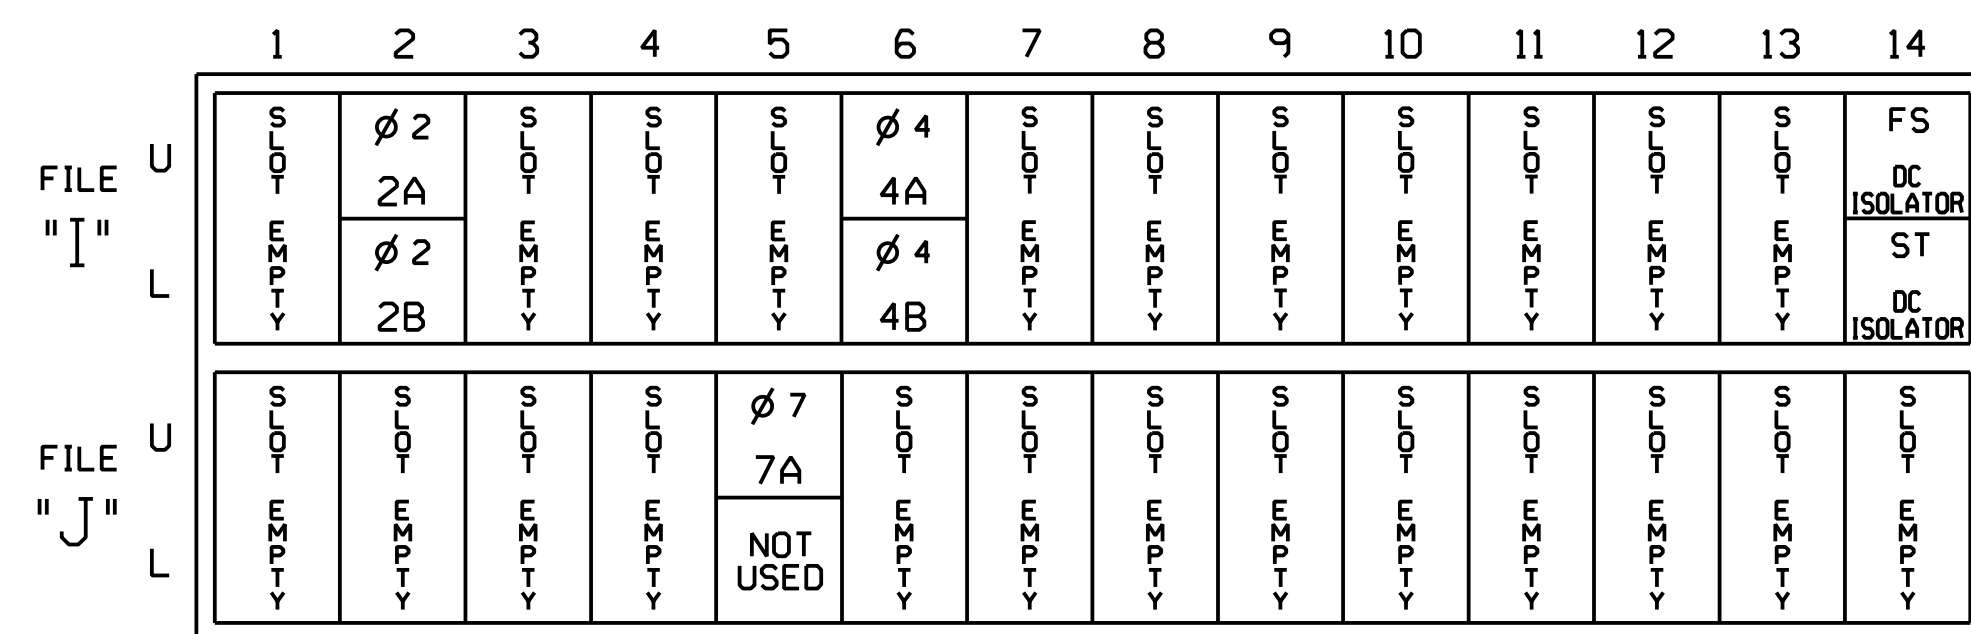 1 2 3 4 5 6 7 8 9 10 11 12 13 14
FILE "I"
U
L
SLOT EMPTY
Ø 2
2A
Ø 2
2B
SLOT EMPTY
SLOT EMPTY
SLOT EMPTY
Ø 4
4A
Ø 4
4B
SLOT EMPTY
SLOT EMPTY
SLOT EMPTY
SLOT EMPTY
SLOT EMPTY
SLOT EMPTY
SLOT EMPTY
FS
DC
ISOLATOR
ST
DC
ISOLATOR
FILE "J"
U
L
SLOT EMPTY
SLOT EMPTY
SLOT EMPTY
SLOT EMPTY
Ø 7
7A
NOT
USED
SLOT EMPTY
SLOT EMPTY
SLOT EMPTY
SLOT EMPTY
SLOT EMPTY
SLOT EMPTY
SLOT EMPTY
SLOT EMPTY
SLOT EMPTY